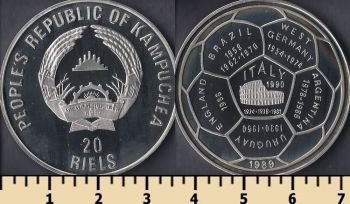 PEOPLE'S REPUBLIC OF KAMPUCHEA
20
RIELS
BRAZIL
1958
1962-1970
WEST
GERMANY
1954-1974
ARGENTINA
1978-1986
URUGUAY
1930-1950
ENGLAND
1966
ITALY
1990
1934-1938-1982
1989
1 2 3 4 5 6 7